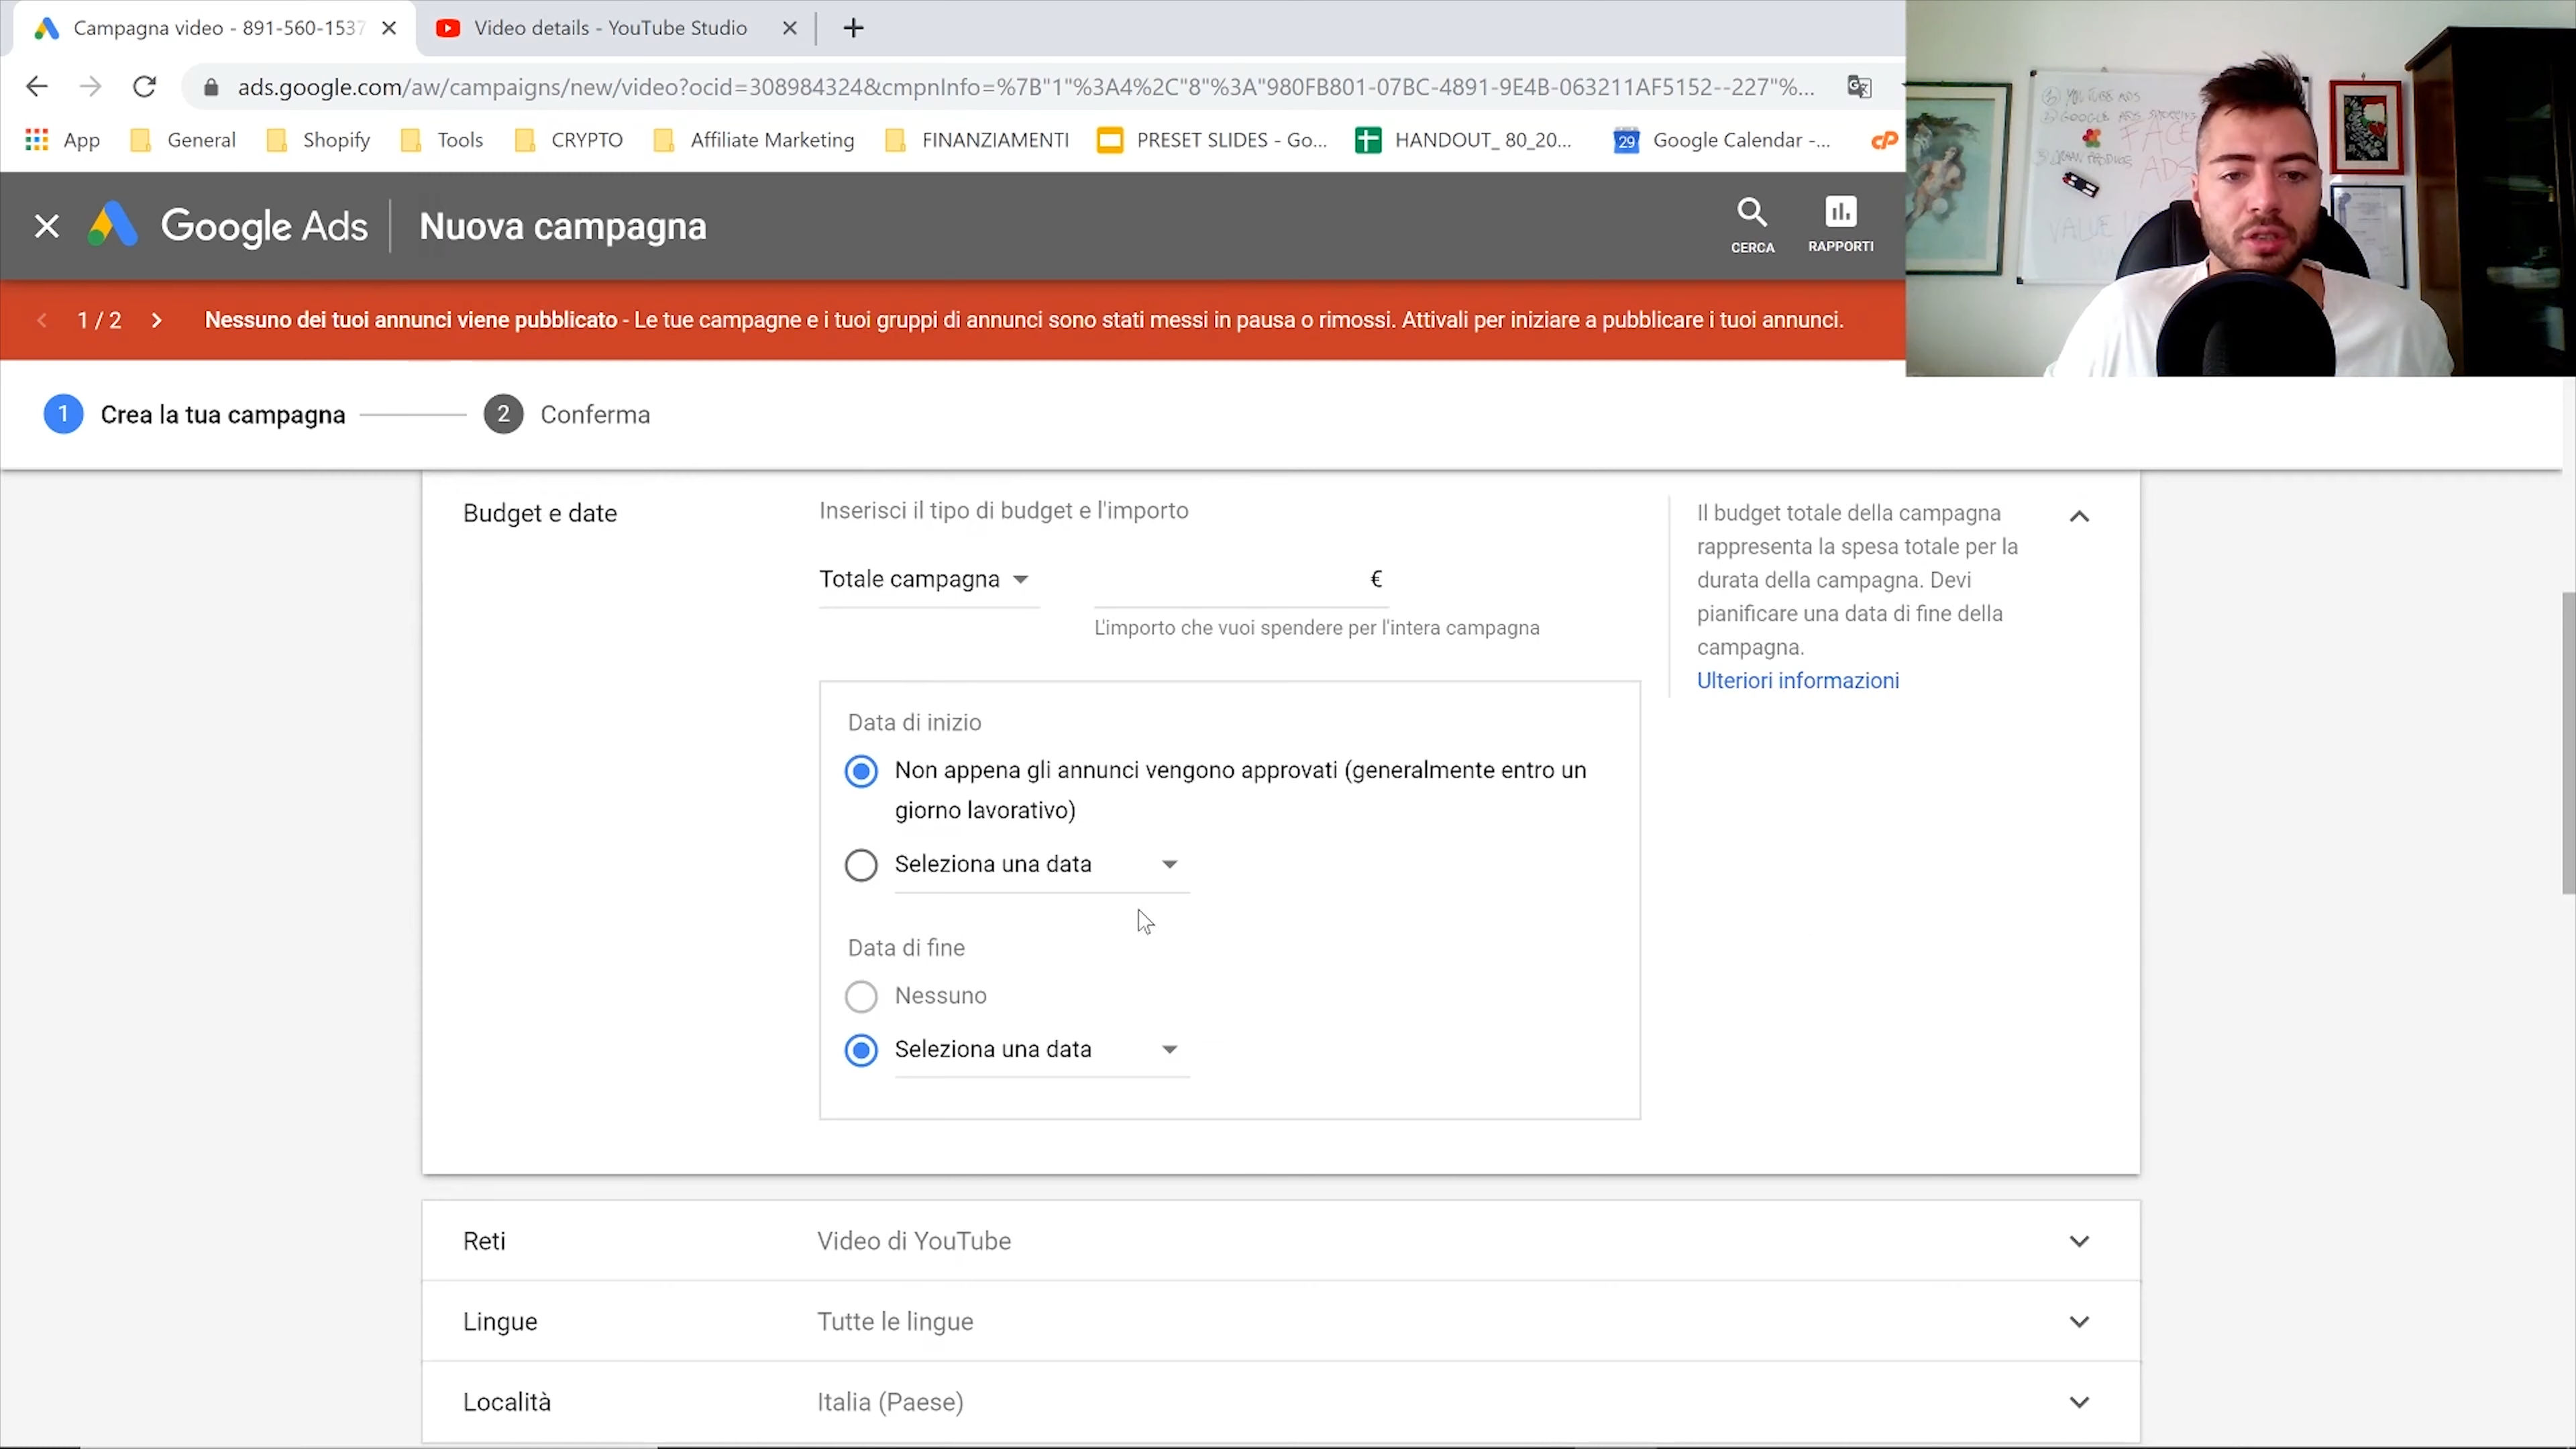 Campagna video - 891-560-1537
Video details - YouTube Studio
ads.google.com/aw/campaigns/new/video?ocid=308984324&cmpnInfo=%7B"1"%3A4%2C"8"%3A"980FB801-07BC-4891-9E4B-063211AF5152--227"%...
App
General
Shopify
Tools
CRYPTO
Affiliate Marketing
FINANZIAMENTI
PRESET SLIDES - Go...
HANDOUT_ 80_20...
29
Google Calendar -...
Google Ads
Nuova campagna
CERCA
RAPPORTI
1 / 2
Nessuno dei tuoi annunci viene pubblicato - Le tue campagne e i tuoi gruppi di annunci sono stati messi in pausa o rimossi. Attivali per iniziare a pubblicare i tuoi annunci.
1 Crea la tua campagna
2 Conferma
Budget e date
Inserisci il tipo di budget e l'importo
Totale campagna
€
L'importo che vuoi spendere per l'intera campagna
Il budget totale della campagna
rappresenta la spesa totale per la
durata della campagna. Devi
pianificare una data di fine della
campagna.
Ulteriori informazioni
Data di inizio
Non appena gli annunci vengono approvati (generalmente entro un
giorno lavorativo)
Seleziona una data
Data di fine
Nessuno
Seleziona una data
Reti
Video di YouTube
Lingue
Tutte le lingue
Località
Italia (Paese)
YOUTUBE ADS
GOOGLE ADS
FACE
ADS
VALUE